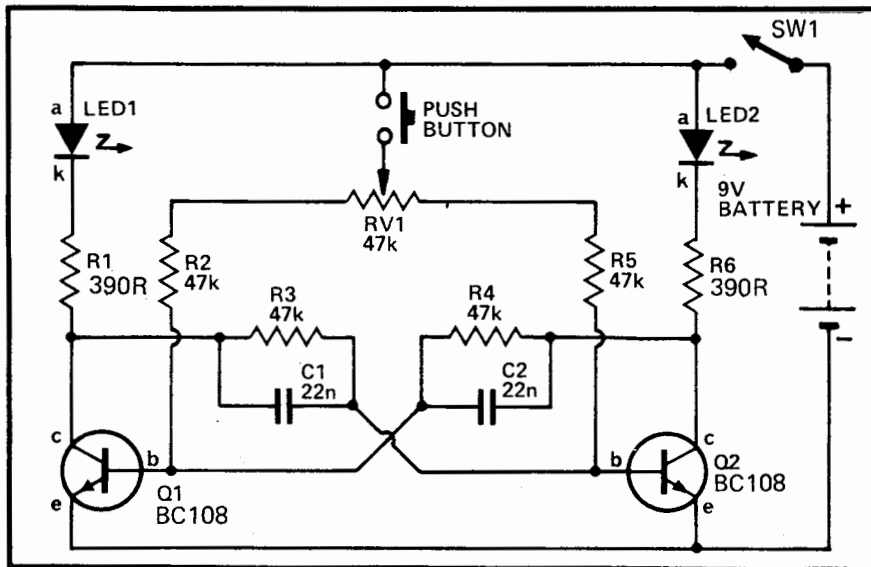 SW1
a LED1
k
PUSH
BUTTON
a LED2
k
9V
BATTERY
+
-
RV1
47k
R1
390R
R2
47k
R3
47k
C1
22n
R4
47k
C2
22n
R5
47k
R6
390R
c
b
e
Q1
BC108
c
b
e
Q2
BC108